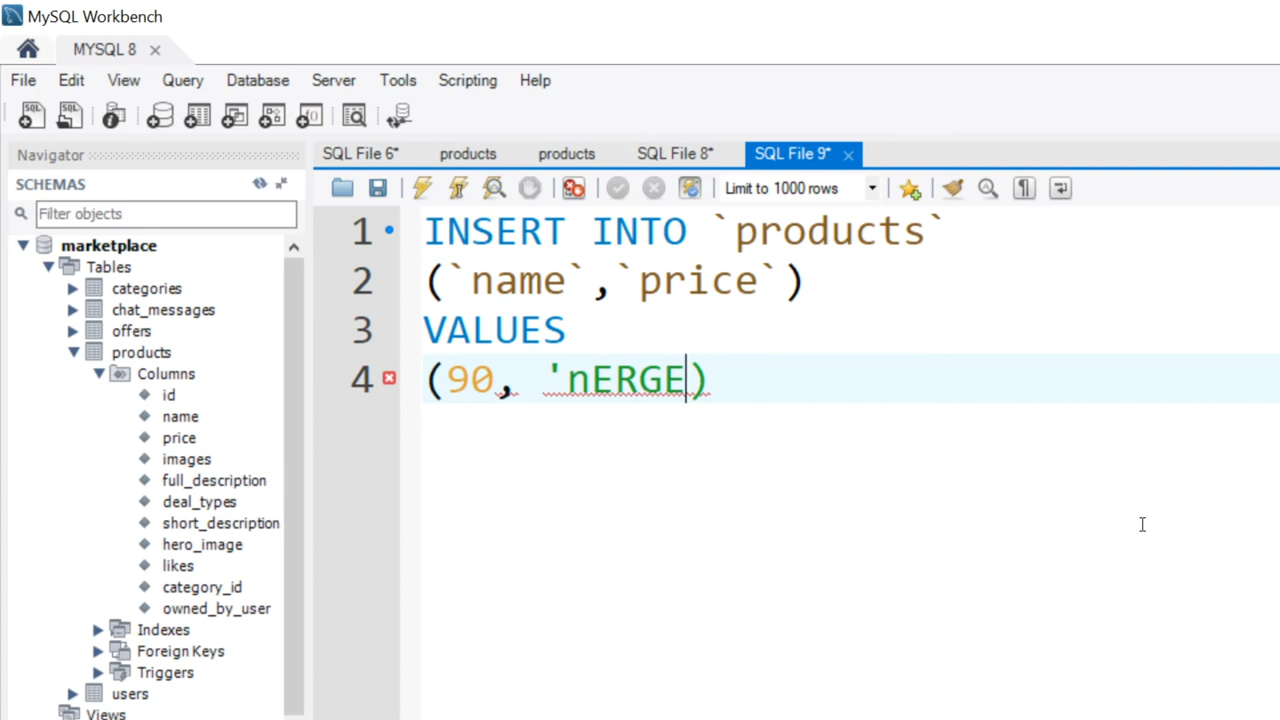 MySQL Workbench
MYSQL 8
File Edit View Query Database Server Tools Scripting Help
Navigator
SCHEMAS
Filter objects
marketplace
Tables
categories
chat_messages
offers
products
Columns
id
name
price
images
full_description
deal_types
short_description
hero_image
likes
category_id
owned_by_user
Indexes
Foreign Keys
Triggers
users
Views
SQL File 6* products products SQL File 8* SQL File 9*
Limit to 1000 rows
1 INSERT INTO `products`
2 (`name`,`price`)
3 VALUES
4 (90, 'nERGE)